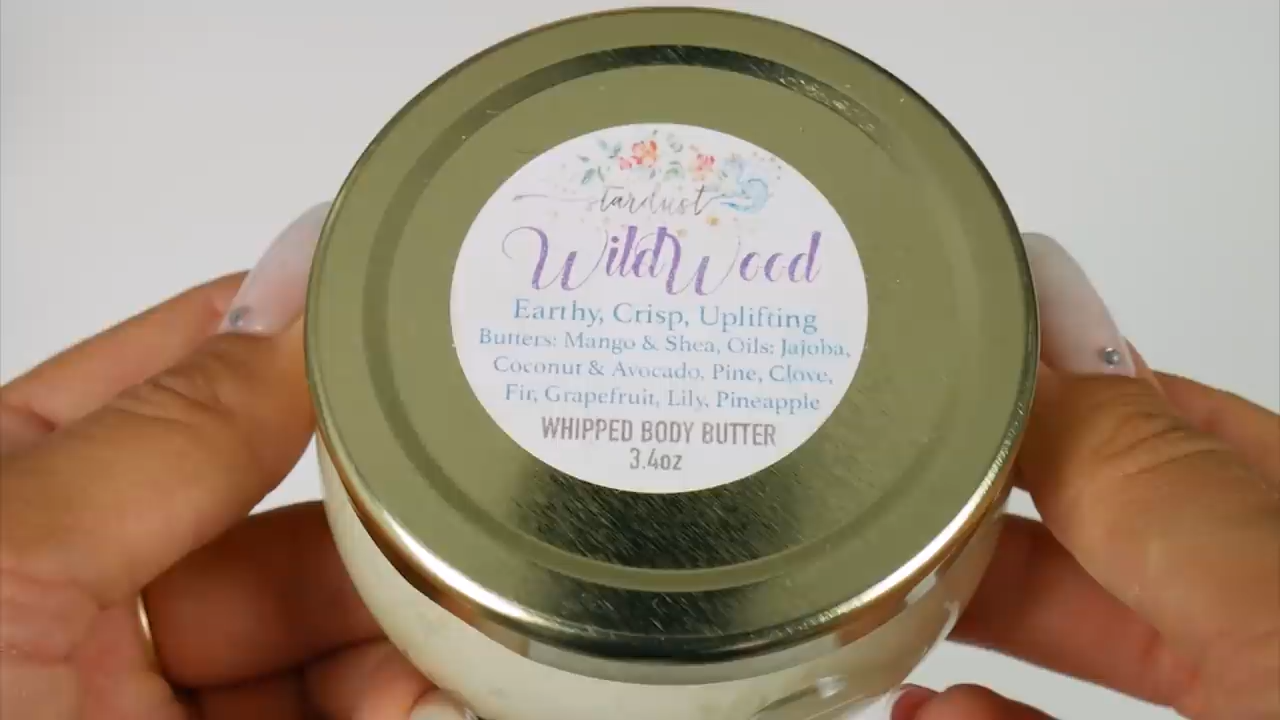 stardust
WildWood
Earthy, Crisp, Uplifting
Butters: Mango & Shea, Oils: Jajoba,
Coconut & Avocado, Pine, Clove,
Fir, Grapefruit, Lily, Pineapple
WHIPPED BODY BUTTER
3.4oz